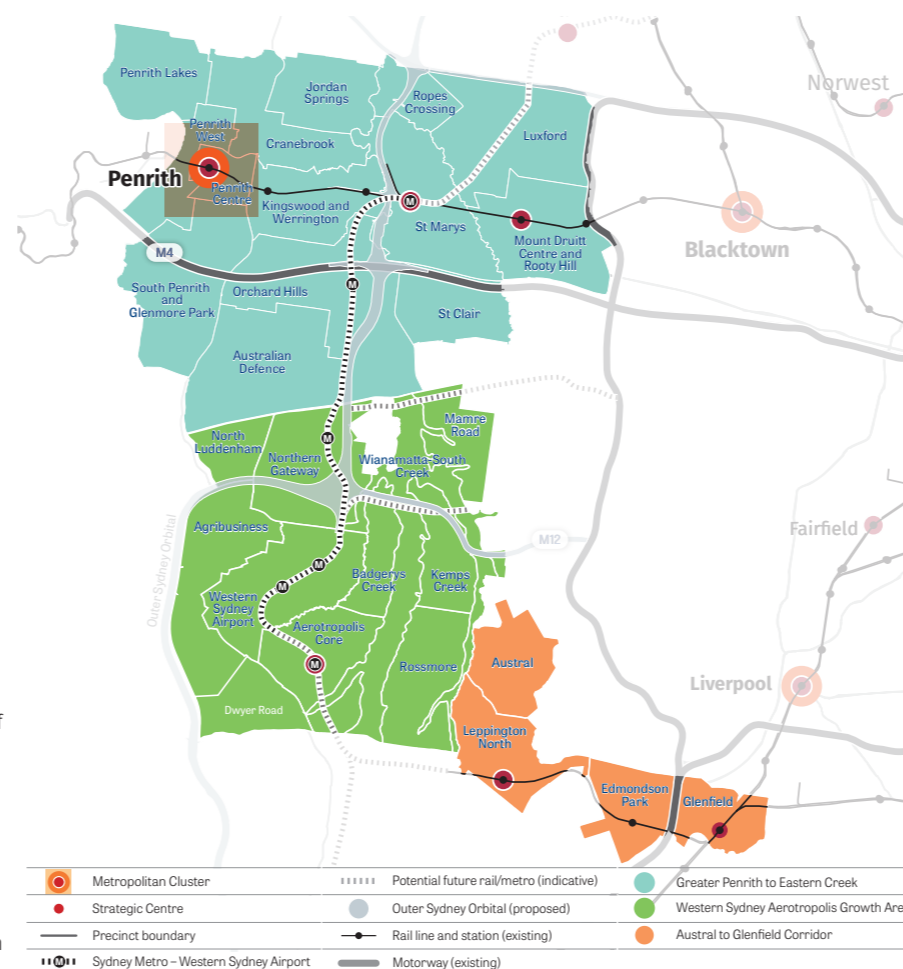 Penrith Lakes
Jordan
Springs
Ropes
Crossing
Norwest
Penrith
West
Cranebrook
Luxford
Penrith
Penrith
Centre
Kingswood and
Werrington
M
St Marys
Mount Druitt
Centre and
Rooty Hill
Blacktown
M4
M
South Penrith
and
Glenmore Park
Orchard Hills
St Clair
Australian
Defence
Mamre
Road
North
Luddenham
M
Northern
Gateway
Wianamatta-South
Creek
Agribusiness
Fairfield
M12
Outer Sydney Orbital
M
M
Badgerys
Creek
Kemps
Creek
Western
Sydney
Airport
Aerotropolis
Core
M
Rossmore
Austral
Liverpool
Dwyer Road
Leppington
North
Edmondson
Park
Glenfield
f
Metropolitan Cluster
Potential future rail/metro (indicative)
Greater Penrith to Eastern Creek
Strategic Centre
Outer Sydney Orbital (proposed)
Western Sydney Aerotropolis Growth Are
Precinct boundary
Rail line and station (existing)
Austral to Glenfield Corridor
M
Sydney Metro – Western Sydney Airport
Motorway (existing)